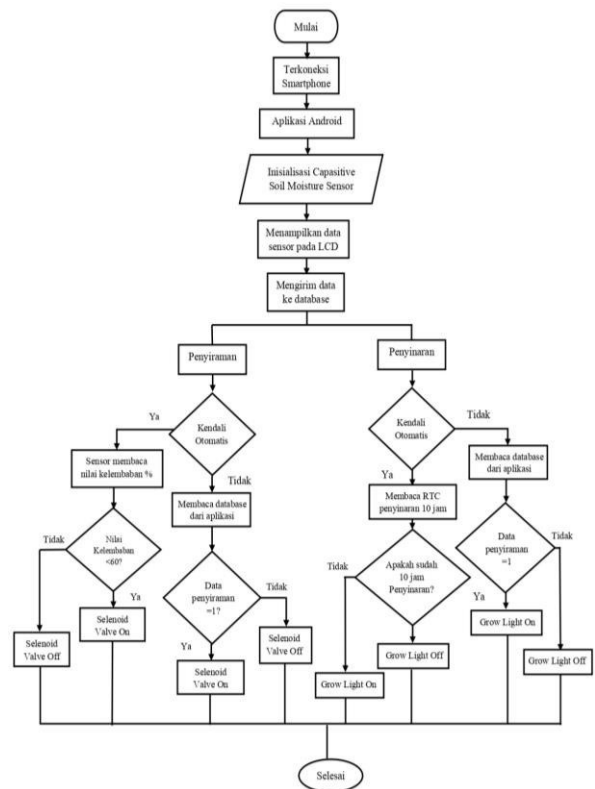 Mulai
Terkoneksi
Smartphone
Aplikasi Android
Inisialisasi Capasitive
Soil Moisture Sensor
Menampilkan data
sensor pada LCD
Mengirim data
ke database
Penyiraman
Penyinaran
Ya
Kendali
Otomatis
Tidak
Kendali
Otomatis
Tidak
Sensor membaca
nilai kelembaban %
Membaca database
dari aplikasi
Ya
Membaca RTC
penyinaran 10 jam
Membaca database
dari aplikasi
Tidak
Nilai
Kelembaban
<60?
Ya
Data
penyiraman
=1?
Tidak
Ya
Tidak
Apakah sudah
10 jam
Penyinaran?
Data
penyiraman
=1
Tidak
Ya
Selenoid
Valve Off
Selenoid
Valve On
Selenoid
Valve On
Selenoid
Valve Off
Grow Light On
Grow Light Off
Grow Light On
Grow Light Off
Selesai